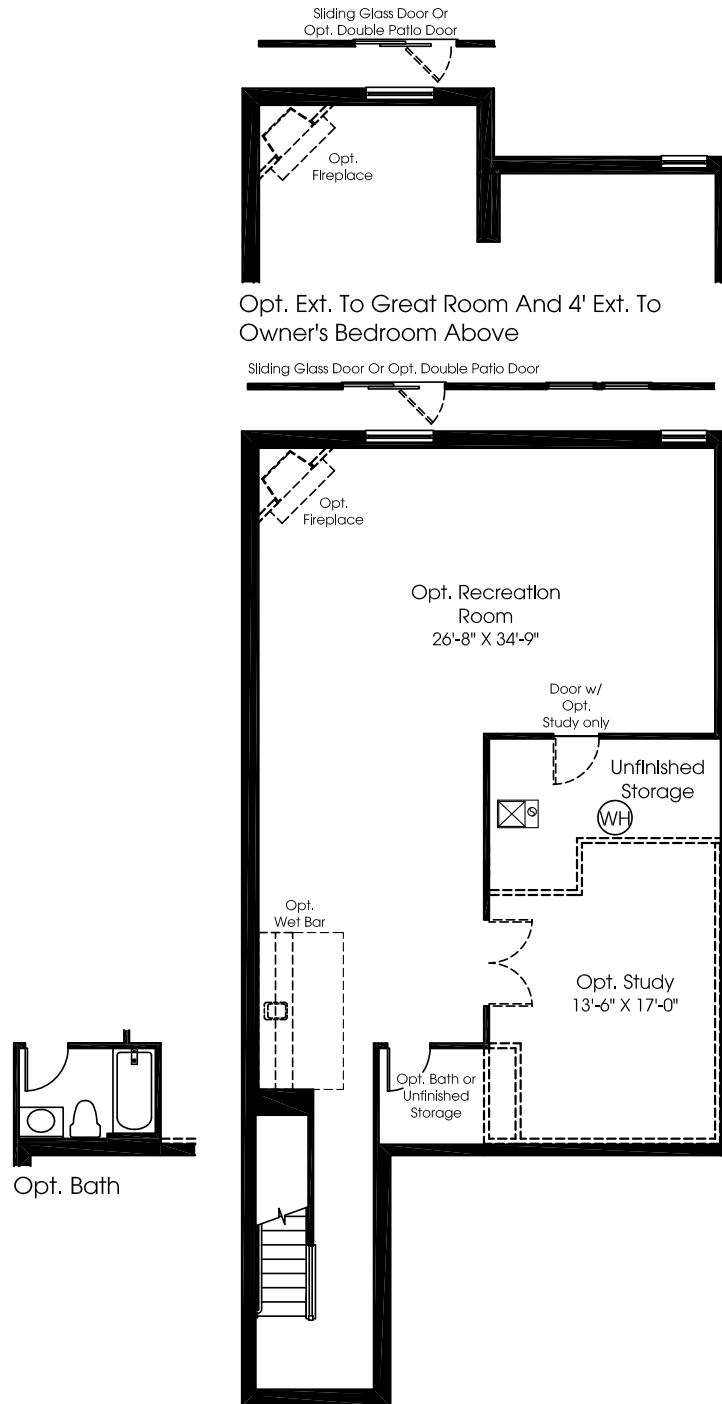 Sliding Glass Door Or
Opt. Double Patio Door
Opt.
Fireplace
Opt. Ext. To Great Room And 4' Ext. To
Owner's Bedroom Above
Sliding Glass Door Or Opt. Double Patio Door
Opt.
Fireplace
Opt. Recreation
Room
26'-8" X 34'-9"
Door w/
Opt.
Study only
Unfinished
Storage
WH
Opt.
Wet Bar
Opt. Study
13'-6" X 17'-0"
Opt. Bath or
Unfinished
Storage
Opt. Bath